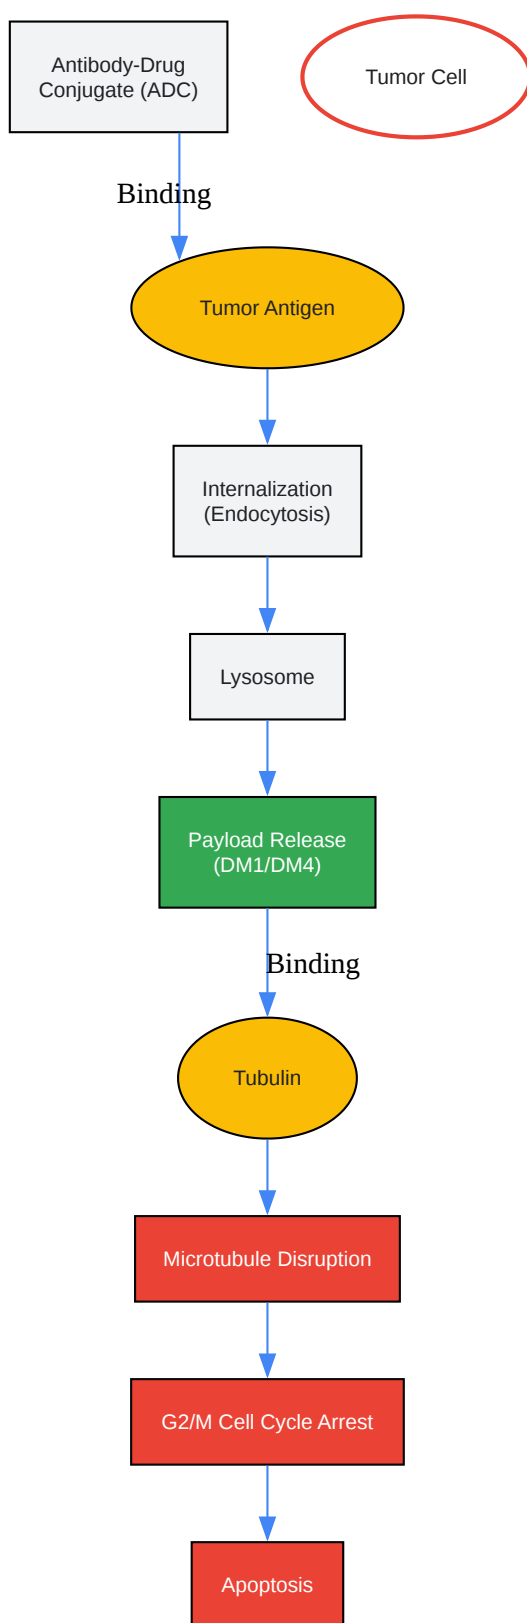 Antibody-Drug
Conjugate (ADC)
Tumor Cell
Binding
Tumor Antigen
Internalization
(Endocytosis)
Lysosome
Payload Release
(DM1/DM4)
Binding
Tubulin
Microtubule Disruption
G2/M Cell Cycle Arrest
Apoptosis